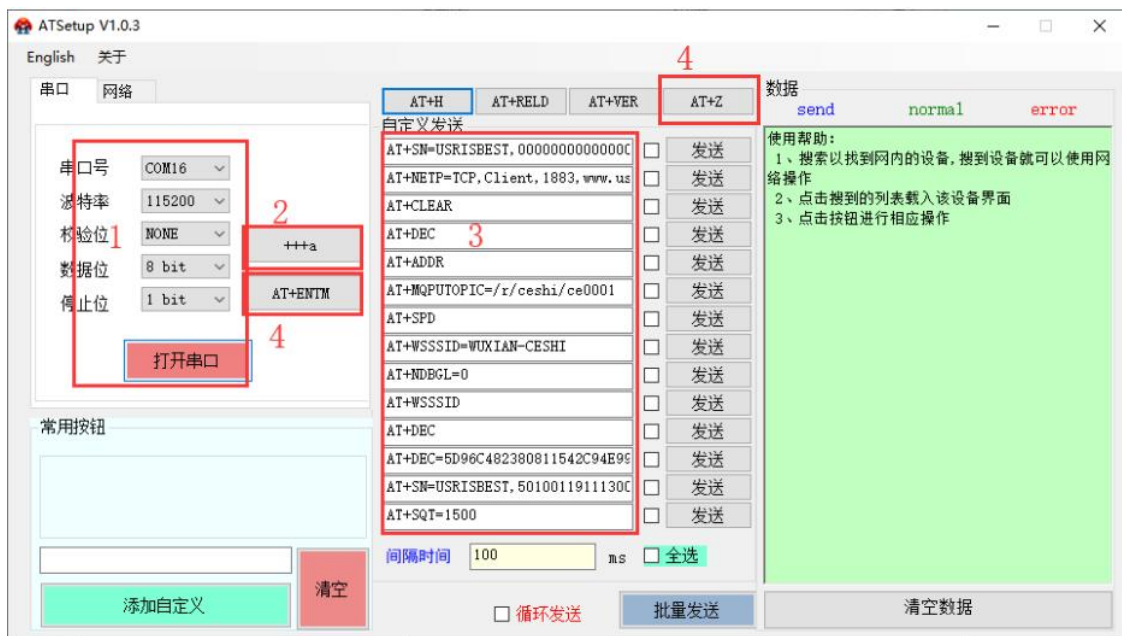 ATSetup V1.0.3
English 关于
串口 网络
串口号 COM16
波特率 115200
校验位 NONE
数据位 8 bit
停止位 1 bit
打开串口
1
2
+++a
AT+ENTM
4
常用按钮
添加自定义
清空
4
AT+H AT+RELD AT+VER AT+Z
自定义发送
AT+SN=USRISBEST,00000000000000 发送
AT+NETP=TCP,Client,1883,www.us 发送
AT+CLEAR 发送
AT+DEC 发送
3
AT+ADDR 发送
AT+MQPUTOPIC=/r/ceshi/ce0001 发送
AT+SPD 发送
AT+WSSSID=WUXIAN-CESHI 发送
AT+NDBGL=0 发送
AT+WSSSID 发送
AT+DEC 发送
AT+DEC=5D96C482380811542C94E99 发送
AT+SN=USRISBEST,50100119111300 发送
AT+SQT=1500 发送
间隔时间 100 ms 全选
循环发送 批量发送
数据
send normal error
使用帮助:
1、搜索以找到网内的设备,搜到设备就可以使用网
络操作
2、点击搜到的列表载入该设备界面
3、点击按钮进行相应操作
清空数据